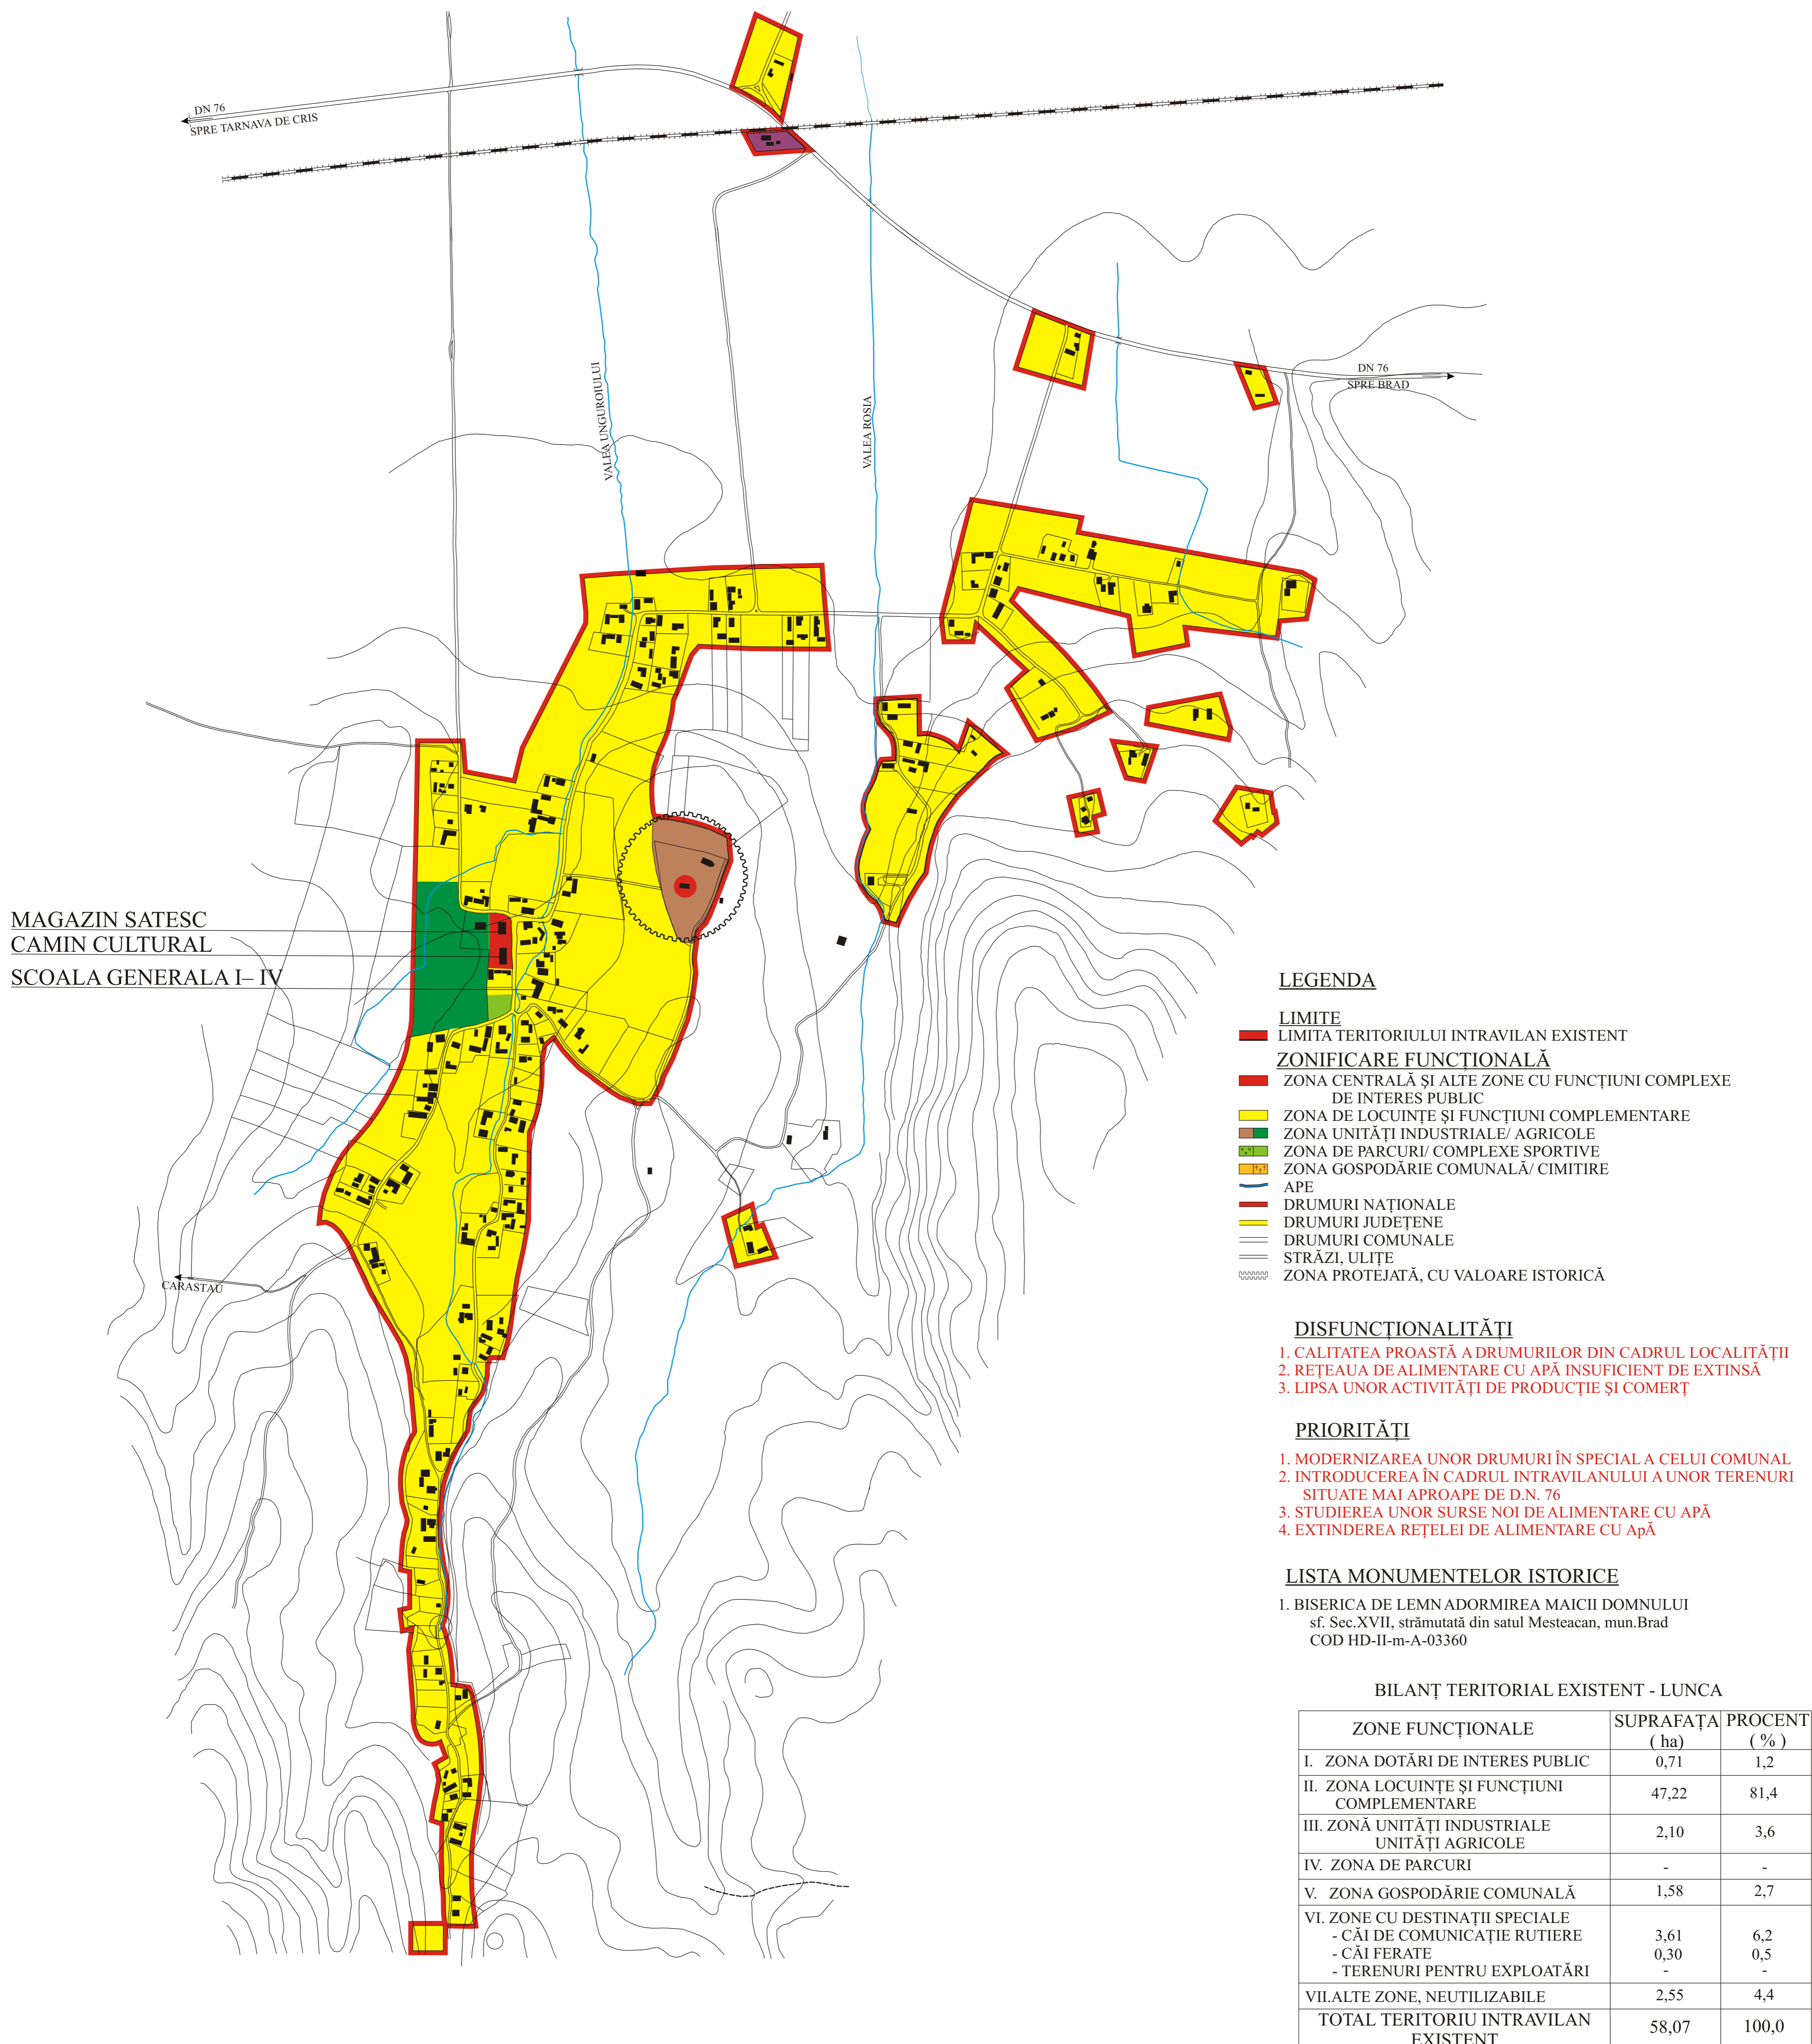 DN 76
SPRE TARNAVA DE CRIS
VALEA UNGUROIULUI
VALEA ROSIA
DN 76
SPRE BRAD
MAGAZIN SATESC
CAMIN CULTURAL
SCOALA GENERALA I– IV
CARASTAU
LEGENDA
LIMITE
LIMITA TERITORIULUI INTRAVILAN EXISTENT
ZONIFICARE FUNCȚIONALĂ
ZONA CENTRALĂ ȘI ALTE ZONE CU FUNCȚIUNI COMPLEXE
DE INTERES PUBLIC
ZONA DE LOCUINȚE ȘI FUNCȚIUNI COMPLEMENTARE
ZONA UNITĂȚI INDUSTRIALE/ AGRICOLE
ZONA DE PARCURI/ COMPLEXE SPORTIVE
ZONA GOSPODĂRIE COMUNALĂ/ CIMITIRE
APE
DRUMURI NAȚIONALE
DRUMURI JUDEȚENE
DRUMURI COMUNALE
STRĂZI, ULIȚE
ZONA PROTEJATĂ, CU VALOARE ISTORICĂ
DISFUNCȚIONALITĂȚI
1. CALITATEA PROASTĂ A DRUMURILOR DIN CADRUL LOCALITĂȚII
2. REȚEAUA DE ALIMENTARE CU APĂ INSUFICIENT DE EXTINSĂ
3. LIPSA UNOR ACTIVITĂȚI DE PRODUCȚIE ȘI COMERȚ
PRIORITĂȚI
1. MODERNIZAREA UNOR DRUMURI ÎN SPECIAL A CELUI COMUNAL
2. INTRODUCEREA ÎN CADRUL INTRAVILANULUI A UNOR TERENURI
SITUATE MAI APROAPE DE D.N. 76
3. STUDIEREA UNOR SURSE NOI DE ALIMENTARE CU APĂ
4. EXTINDEREA REȚELEI DE ALIMENTARE CU ApĂ
LISTA MONUMENTELOR ISTORICE
1. BISERICA DE LEMN ADORMIREA MAICII DOMNULUI
sf. Sec.XVII, strămutată din satul Mesteacan, mun.Brad
COD HD-II-m-A-03360
BILANȚ TERITORIAL EXISTENT - LUNCA
ZONE FUNCȚIONALE SUPRAFAȚA PROCENT
( ha) ( % )
I. ZONA DOTĂRI DE INTERES PUBLIC 0,71 1,2
II. ZONA LOCUINȚE ȘI FUNCȚIUNI
COMPLEMENTARE 47,22 81,4
III. ZONĂ UNITĂȚI INDUSTRIALE
UNITĂȚI AGRICOLE 2,10 3,6
IV. ZONA DE PARCURI - -
V. ZONA GOSPODĂRIE COMUNALĂ 1,58 2,7
VI. ZONE CU DESTINAȚII SPECIALE
- CĂI DE COMUNICAȚIE RUTIERE 3,61 6,2
- CĂI FERATE 0,30 0,5
- TERENURI PENTRU EXPLOATĂRI - -
VII.ALTE ZONE, NEUTILIZABILE 2,55 4,4
TOTAL TERITORIU INTRAVILAN
EXISTENT 58,07 100,0